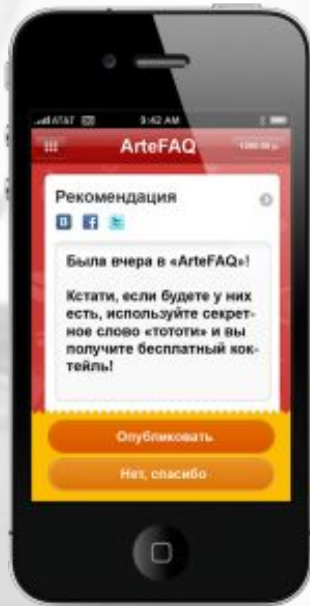 AT&T
9:42 AM
ArteFAQ
Рекомендация
Была вчера в «ArteFAQ»!
Кстати, если будете у них
есть, используйте секрет-
ное слово «тототи» и вы
получите бесплатный кок-
тейль!
Опубликовать
Нет, спасибо